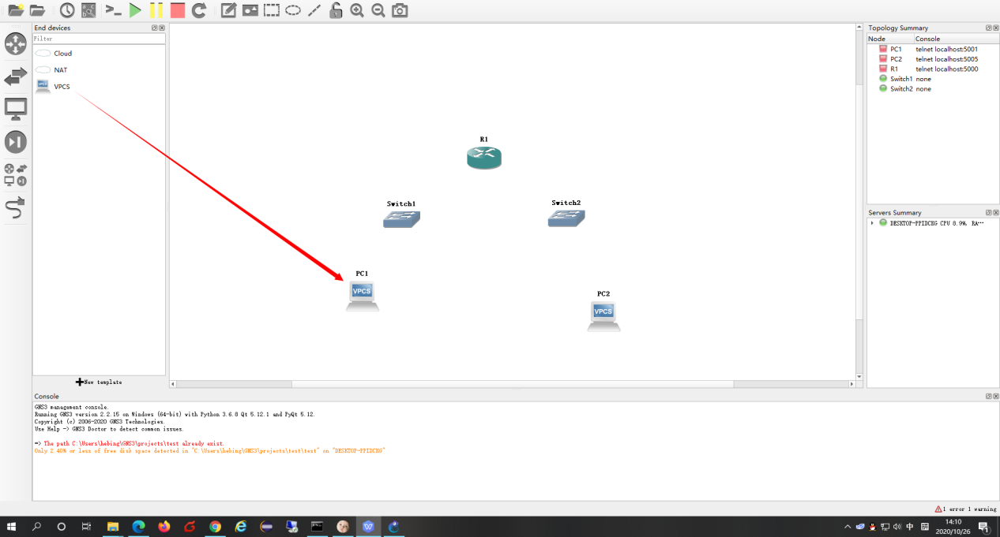 End devices
Filter
Cloud
NAT
VPCS
New template
R1
Switch1
Switch2
PC1
VPCS
PC2
VPCS
Topology Summary
Node Console
PC1 telnet localhost:5001
PC2 telnet localhost:5005
R1 telnet localhost:5000
Switch1 none
Switch2 none
Servers Summary
DESKTOP-PPIDCHG CPU 8.9%, RA…
Console
GNS3 management console.
Running GNS3 version 2.2.15 on Windows (64-bit) with Python 3.6.8 Qt 5.12.1 and PyQt 5.12.
Copyright (c) 2006-2020 GNS3 Technologies.
Use Help -> GNS3 Doctor to detect common issues.
=> The path C:\Users\hebing\GNS3\projects\test already exist.
Only 2.40% or less of free disk space detected in "C:\Users\hebing\GNS3\projects\test\test" on "DESKTOP-PPIDCHG"
1 error 1 warning
中
14:10
2020/10/26